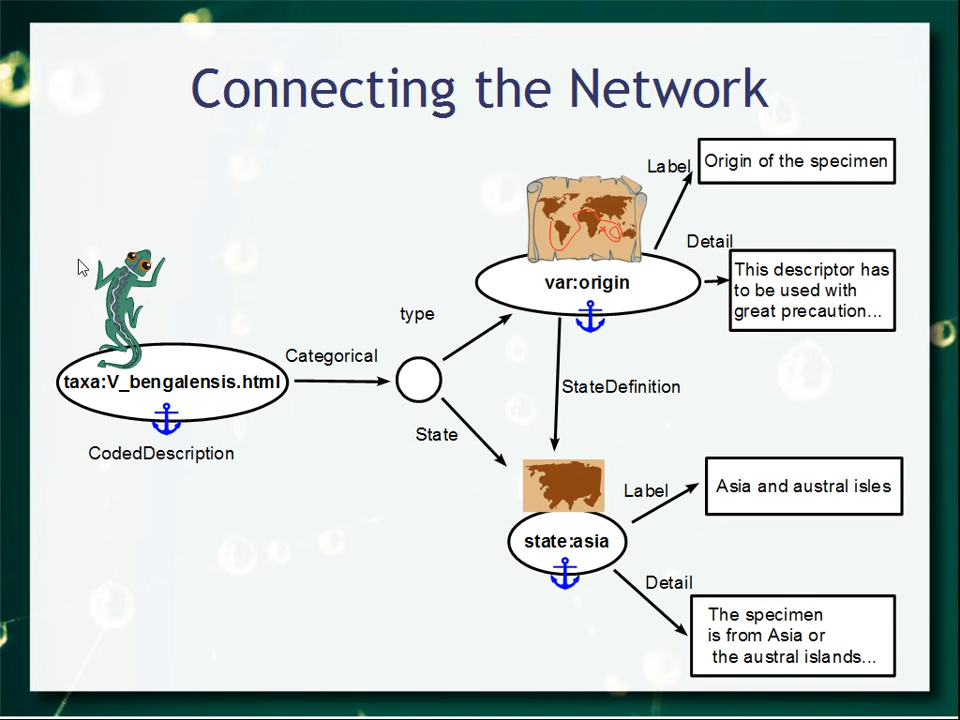 Connecting the Network
Label
Origin of the specimen
Detail
var:origin
This descriptor has
to be used with
great precaution...
type
Categorical
taxa:V_bengalensis.html
StateDefinition
State
CodedDescription
Label
Asia and austral isles
state:asia
Detail
The specimen
is from Asia or
the austral islands...